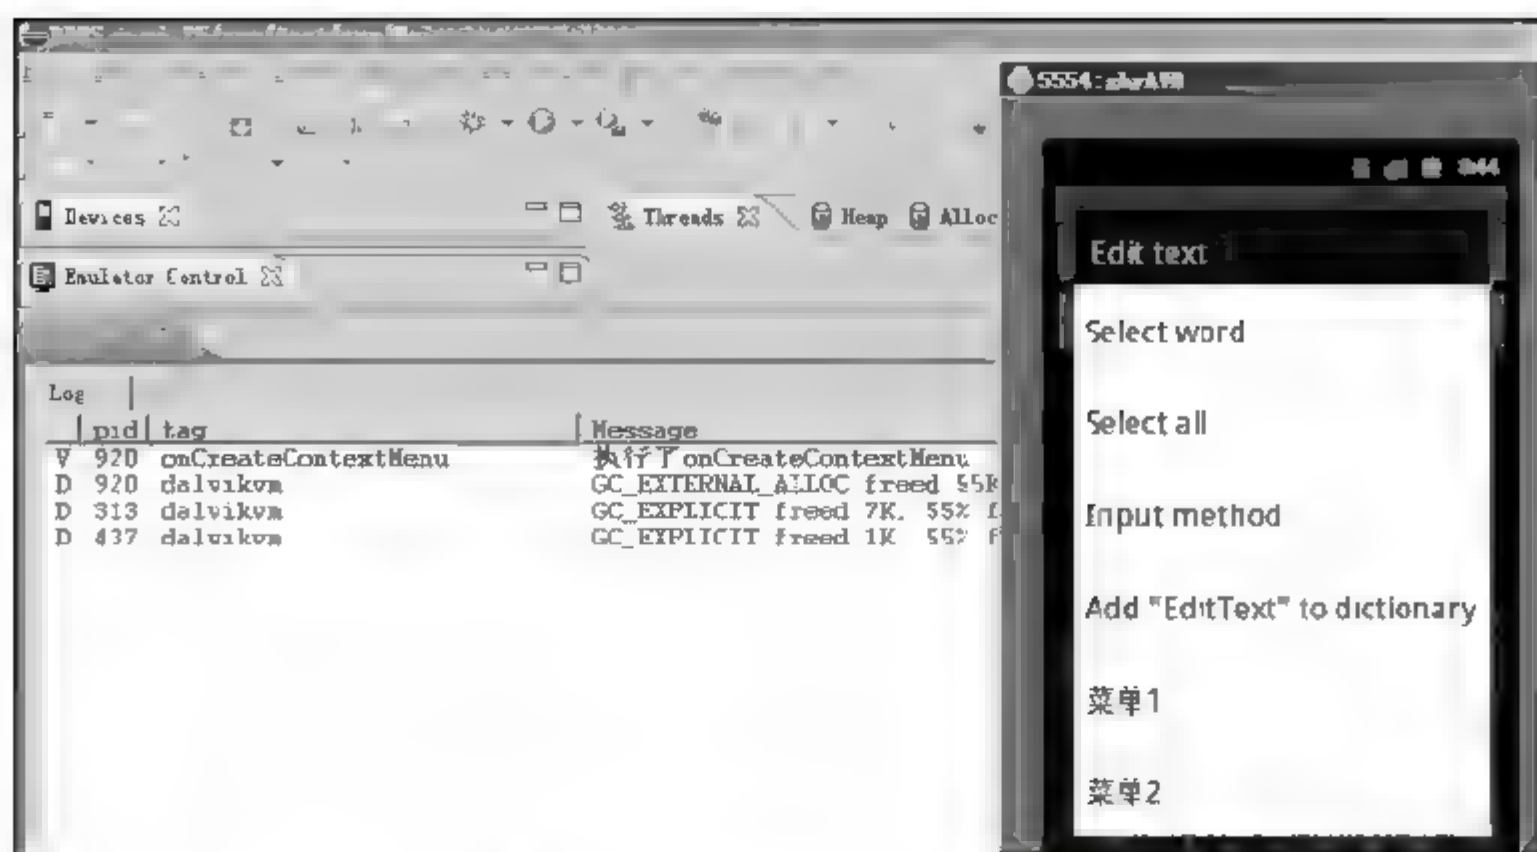 5554:
Devices
Threads
Heap
Alloc
Emulator Control
Log
pid tag Message
V 920 onCreateContextMenu 执行了onCreateContextMenu
D 920 dalvikvm GC_EXTERNAL_ALLOC freed
D 313 dalvikvm GC_EXPLICIT freed 7K, 55% f
D 437 dalvikvm GC_EXPLICIT freed 1K 55% f
Edit text
Select word
Select all
Input method
Add "EditText" to dictionary
菜单1
菜单2